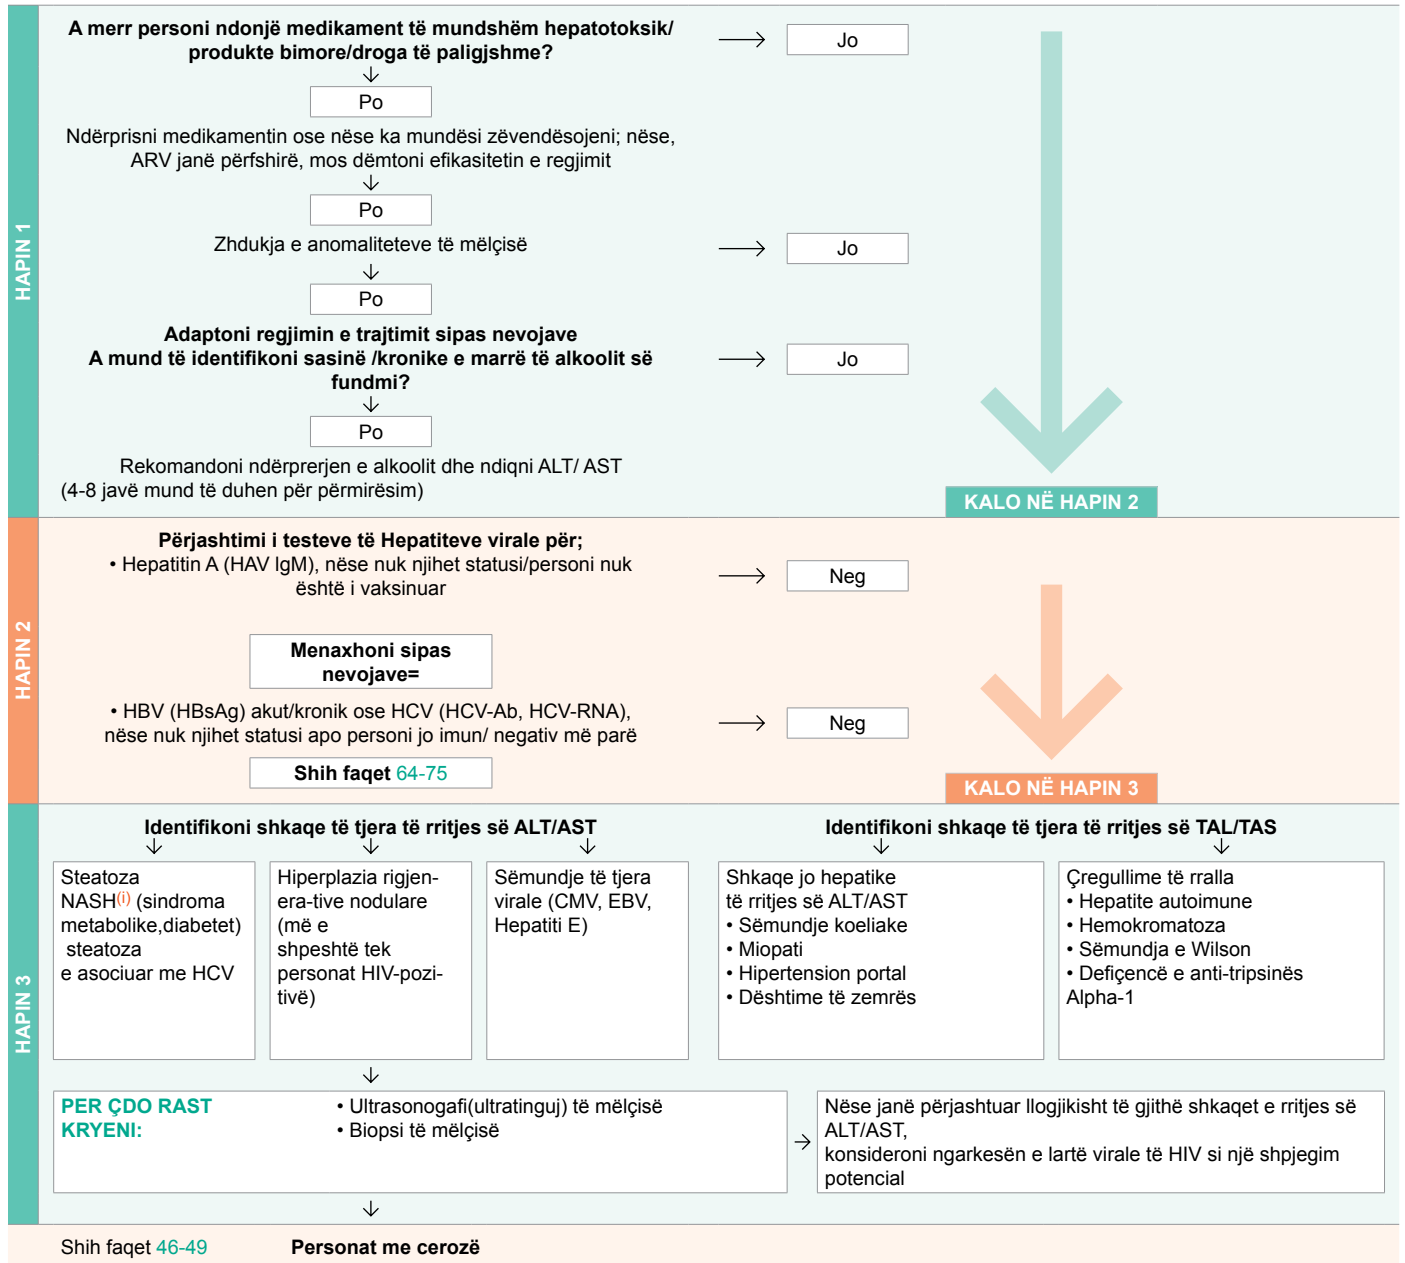 HAPIN 1
A merr personi ndonjë medikament të mundshëm hepatotoksik/
produkte bimore/droga të paligjshme?
Jo
Po
Ndërprisni medikamentin ose nëse ka mundësi zëvendësojeni; nëse,
ARV janë përfshirë, mos dëmtoni efikasitetin e regjimit
Po
Zhdukja e anomaliteteve të mëlçisë
Jo
Po
Adaptoni regjimin e trajtimit sipas nevojave
A mund të identifikoni sasinë /kronike e marrë të alkoolit së
fundmi?
Jo
Po
Rekomandoni ndërprerjen e alkoolit dhe ndiqni ALT/ AST
(4-8 javë mund të duhen për përmirësim)
KALO NË HAPIN 2
HAPIN 2
Përjashtimi i testeve të Hepatiteve virale për;
• Hepatitin A (HAV IgM), nëse nuk njihet statusi/personi nuk
është i vaksinuar
Neg
Menaxhoni sipas
nevojave=
• HBV (HBsAg) akut/kronik ose HCV (HCV-Ab, HCV-RNA),
nëse nuk njihet statusi apo personi jo imun/ negativ më parë
Neg
Shih faqet 64-75
KALO NË HAPIN 3
HAPIN 3
Identifikoni shkaqe të tjera të rritjes së ALT/AST
Steatoza
NASH(i) (sindroma
metabolike,diabetet)
steatoza
e asociuar me HCV
Hiperplazia rigjen-
era-tive nodulare
(më e
shpeshtë tek
personat HIV-pozi-
tivë)
Sëmundje të tjera
virale (CMV, EBV,
Hepatiti E)
Identifikoni shkaqe të tjera të rritjes së TAL/TAS
Shkaqe jo hepatike
të rritjes së ALT/AST
• Sëmundje koeliake
• Miopati
• Hipertension portal
• Dështime të zemrës
Çregullime të rralla
• Hepatite autoimune
• Hemokromatoza
• Sëmundja e Wilson
• Defiçencë e anti-tripsinës
Alpha-1
PER ÇDO RAST
KRYENI:
• Ultrasonogafi(ultratinguj) të mëlçisë
• Biopsi të mëlçisë
Nëse janë përjashtuar llogjikisht të gjithë shkaqet e rritjes së
ALT/AST,
konsideroni ngarkesën e lartë virale të HIV si një shpjegim
potencial
Shih faqet 46-49 Personat me cerozë